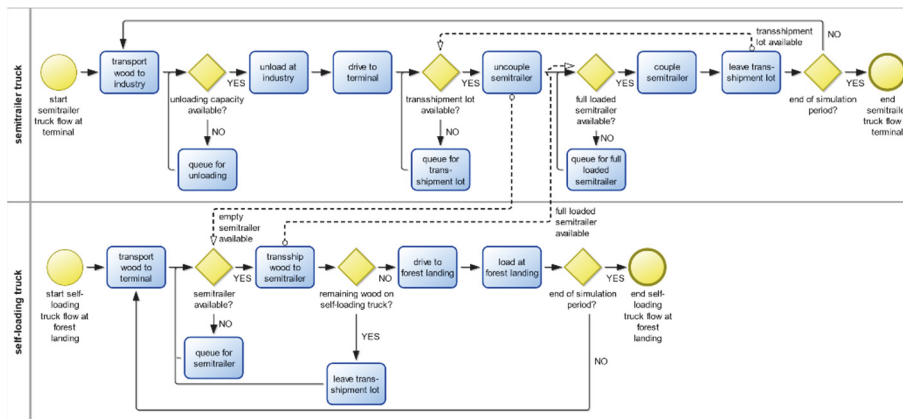 semitrailer truck
start
semitrailer
truck flow at
terminal
transport
wood to
industry
unloading capacity
available?
YES
NO
queue for
unloading
unload at
industry
drive to
terminal
transshipment lot
available?
YES
NO
queue for
trans-
shipment lot
uncouple
semitrailer
full loaded
semitrailer
available?
YES
NO
queue for full
loaded
semitrailer
couple
semitrailer
transshipment
lot available
leave trans-
shipment lot
NO
end of simulation
period?
YES
end
semitrailer
truck flow at
terminal
self-loading truck
start self-
loading
truck flow at
forest
landing
transport
wood to
terminal
empty
semitrailer
available
semitrailer
available?
YES
NO
queue for
semitrailer
transship
wood to
semitrailer
full loaded
semitrailer
available
remaining wood on
self-loading truck?
NO
YES
leave trans-
shipment lot
drive to
forest landing
load at
forest landing
end of simulation
period?
YES
NO
end self-
loading
truck flow at
forest
landing